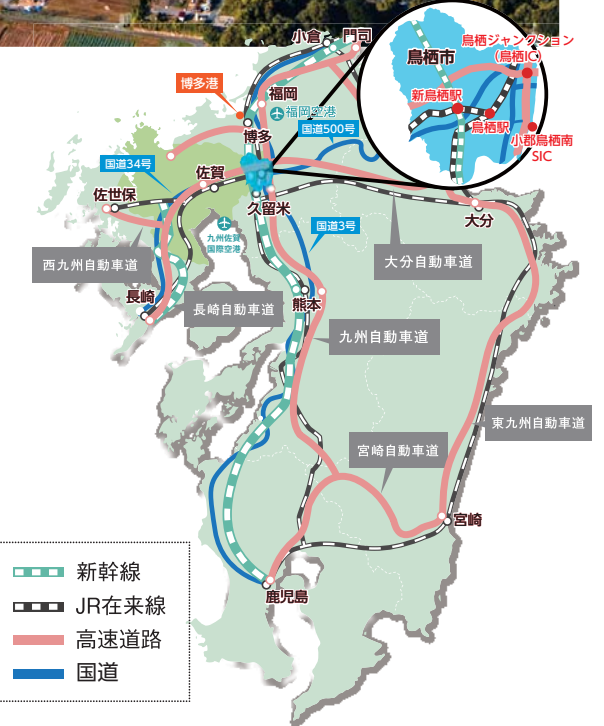 小倉
門司
鳥栖ジャンクション
（鳥栖IC）
鳥栖市
博多港
福岡
新鳥栖駅
福岡空港
鳥栖駅
博多
国道500号
小郡鳥栖南
SIC
国道34号
佐賀
佐世保
久留米
大分
九州佐賀
国際空港
国道3号
西九州自動車道
大分自動車道
長崎
長崎自動車道
熊本
九州自動車道
東九州自動車道
宮崎自動車道
宮崎
鹿児島
新幹線
JR在来線
高速道路
国道